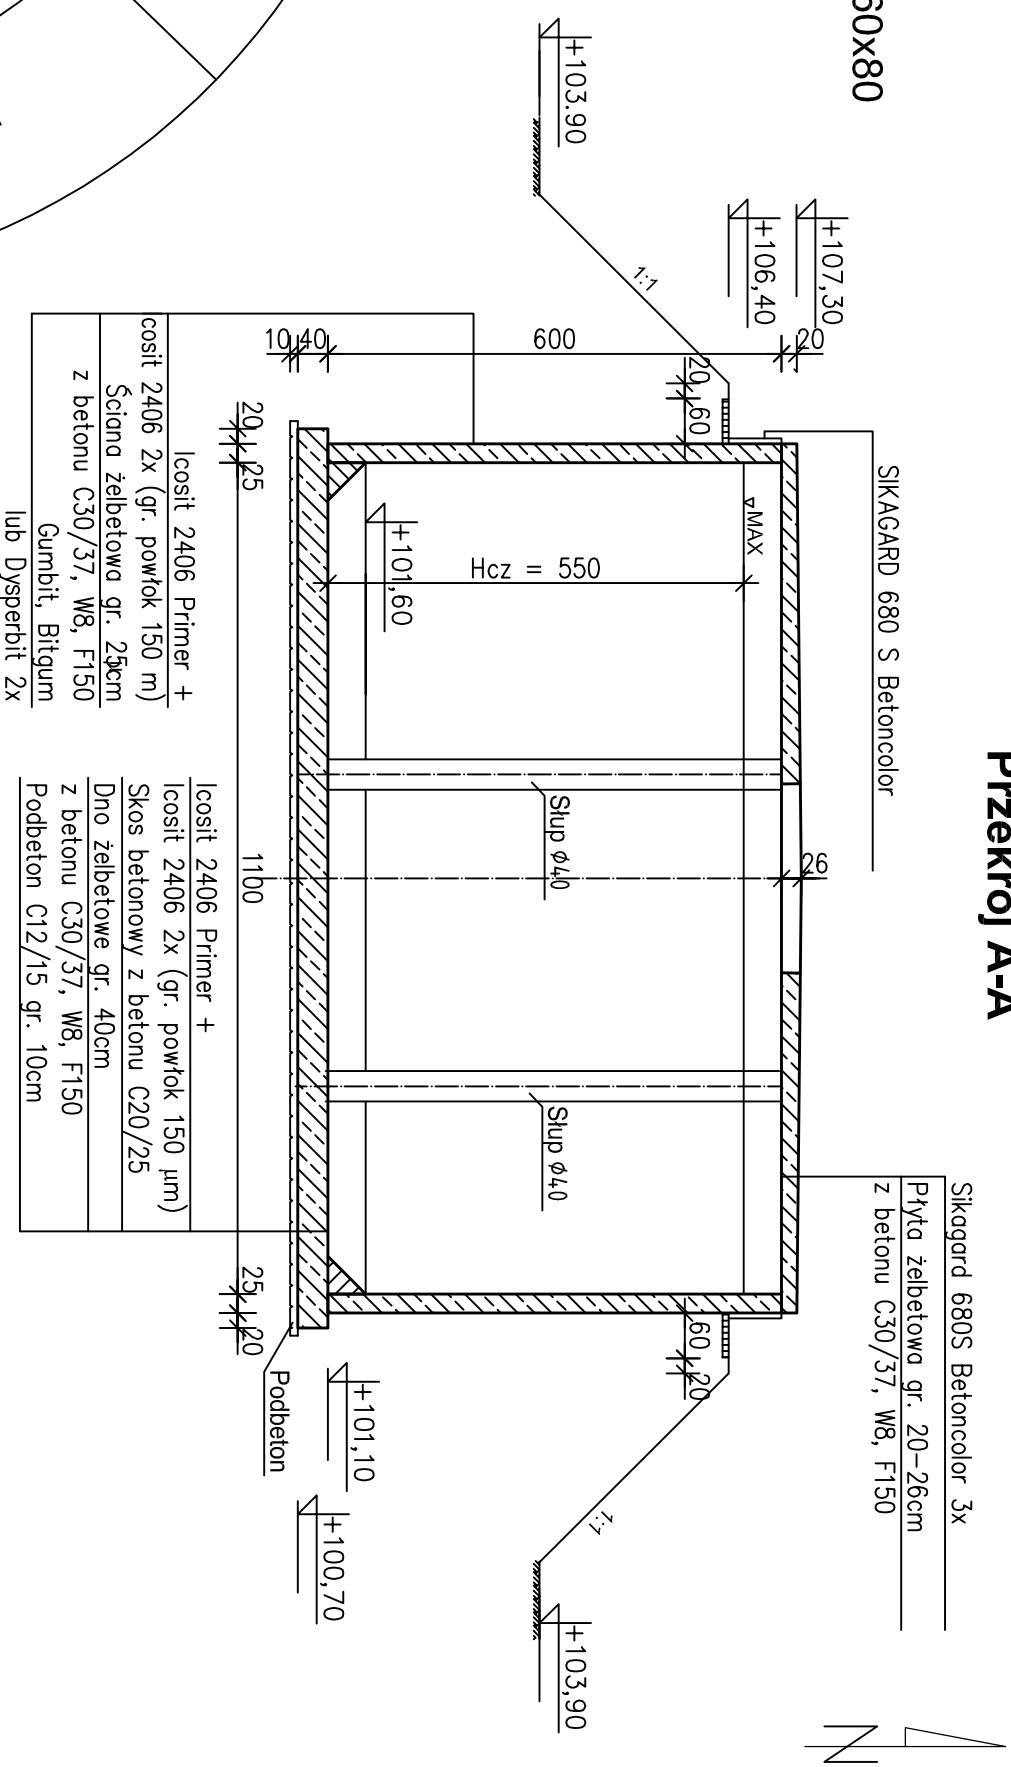 60x80
Przekrój A-A
+103.90
+106,40
+107,30
1:1
SIKAGARD 680 S Betoncolor
Sikagard 680S Betoncolor 3x
Płyta żelbetowa gr. 20-26cm
z betonu C30/37, W8, F150
20
600
40
10
20
60
MAX
Hcz = 550
+101,60
Słup ø40
26
Słup ø40
60
20
1:1
+103,90
+101,10
+100,70
Podbeton
20
25
1100
25
20
Icosit 2406 Primer +
Icosit 2406 2x (gr. powłok 150 m)
Ściana żelbetowa gr. 25cm
z betonu C30/37, W8, F150
Gumbit, Bitgum
lub Dysperbit 2x
Icosit 2406 Primer +
Icosit 2406 2x (gr. powłok 150 μm)
Skos betonowy z betonu C20/25
Dno żelbetowe gr. 40cm
z betonu C30/37, W8, F150
Podbeton C12/15 gr. 10cm
N